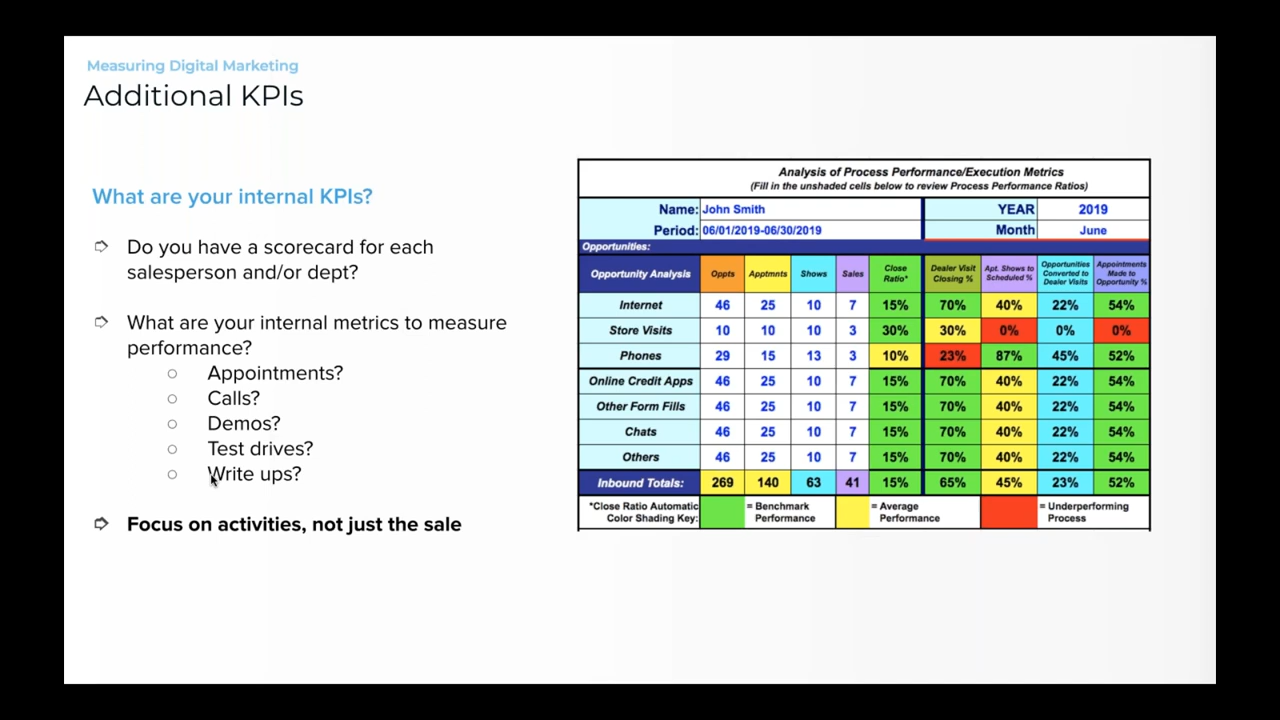 Measuring Digital Marketing
Additional KPIs
What are your internal KPIs?
➩ Do you have a scorecard for each
salesperson and/or dept?
➩ What are your internal metrics to measure
performance?
○ Appointments?
○ Calls?
○ Demos?
○ Test drives?
○ Write ups?
➩ Focus on activities, not just the sale
Analysis of Process Performance/Execution Metrics
(Fill in the unshaded cells below to review Process Performance Ratios)
Name: John Smith YEAR 2019
Period: 06/01/2019-06/30/2019 Month June
Opportunities:
Opportunity Analysis Oppts Apptmnts Shows Sales Close Ratio* Dealer Visit Closing % Apt. Shows to Scheduled % Opportunities Converted to Dealer Visits Appointments Made to Opportunity %
Internet 46 25 10 7 15% 70% 40% 22% 54%
Store Visits 10 10 10 3 30% 30% 0% 0% 0%
Phones 29 15 13 3 10% 23% 87% 45% 52%
Online Credit Apps 46 25 10 7 15% 70% 40% 22% 54%
Other Form Fills 46 25 10 7 15% 70% 40% 22% 54%
Chats 46 25 10 7 15% 70% 40% 22% 54%
Others 46 25 10 7 15% 70% 40% 22% 54%
Inbound Totals: 269 140 63 41 15% 65% 45% 23% 52%
*Close Ratio Automatic = Benchmark = Average = Underperforming
Color Shading Key: Performance Performance Process